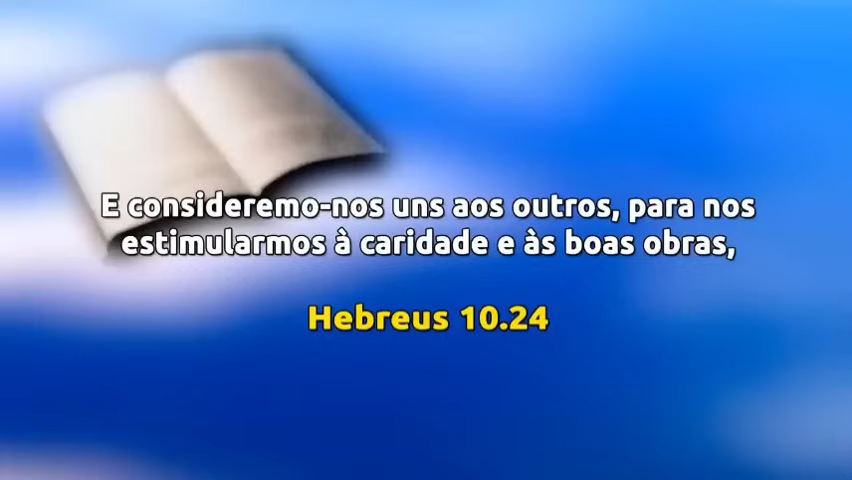 E consideremo-nos uns aos outros, para nos
estimularmos à caridade e às boas obras,
Hebreus 10.24